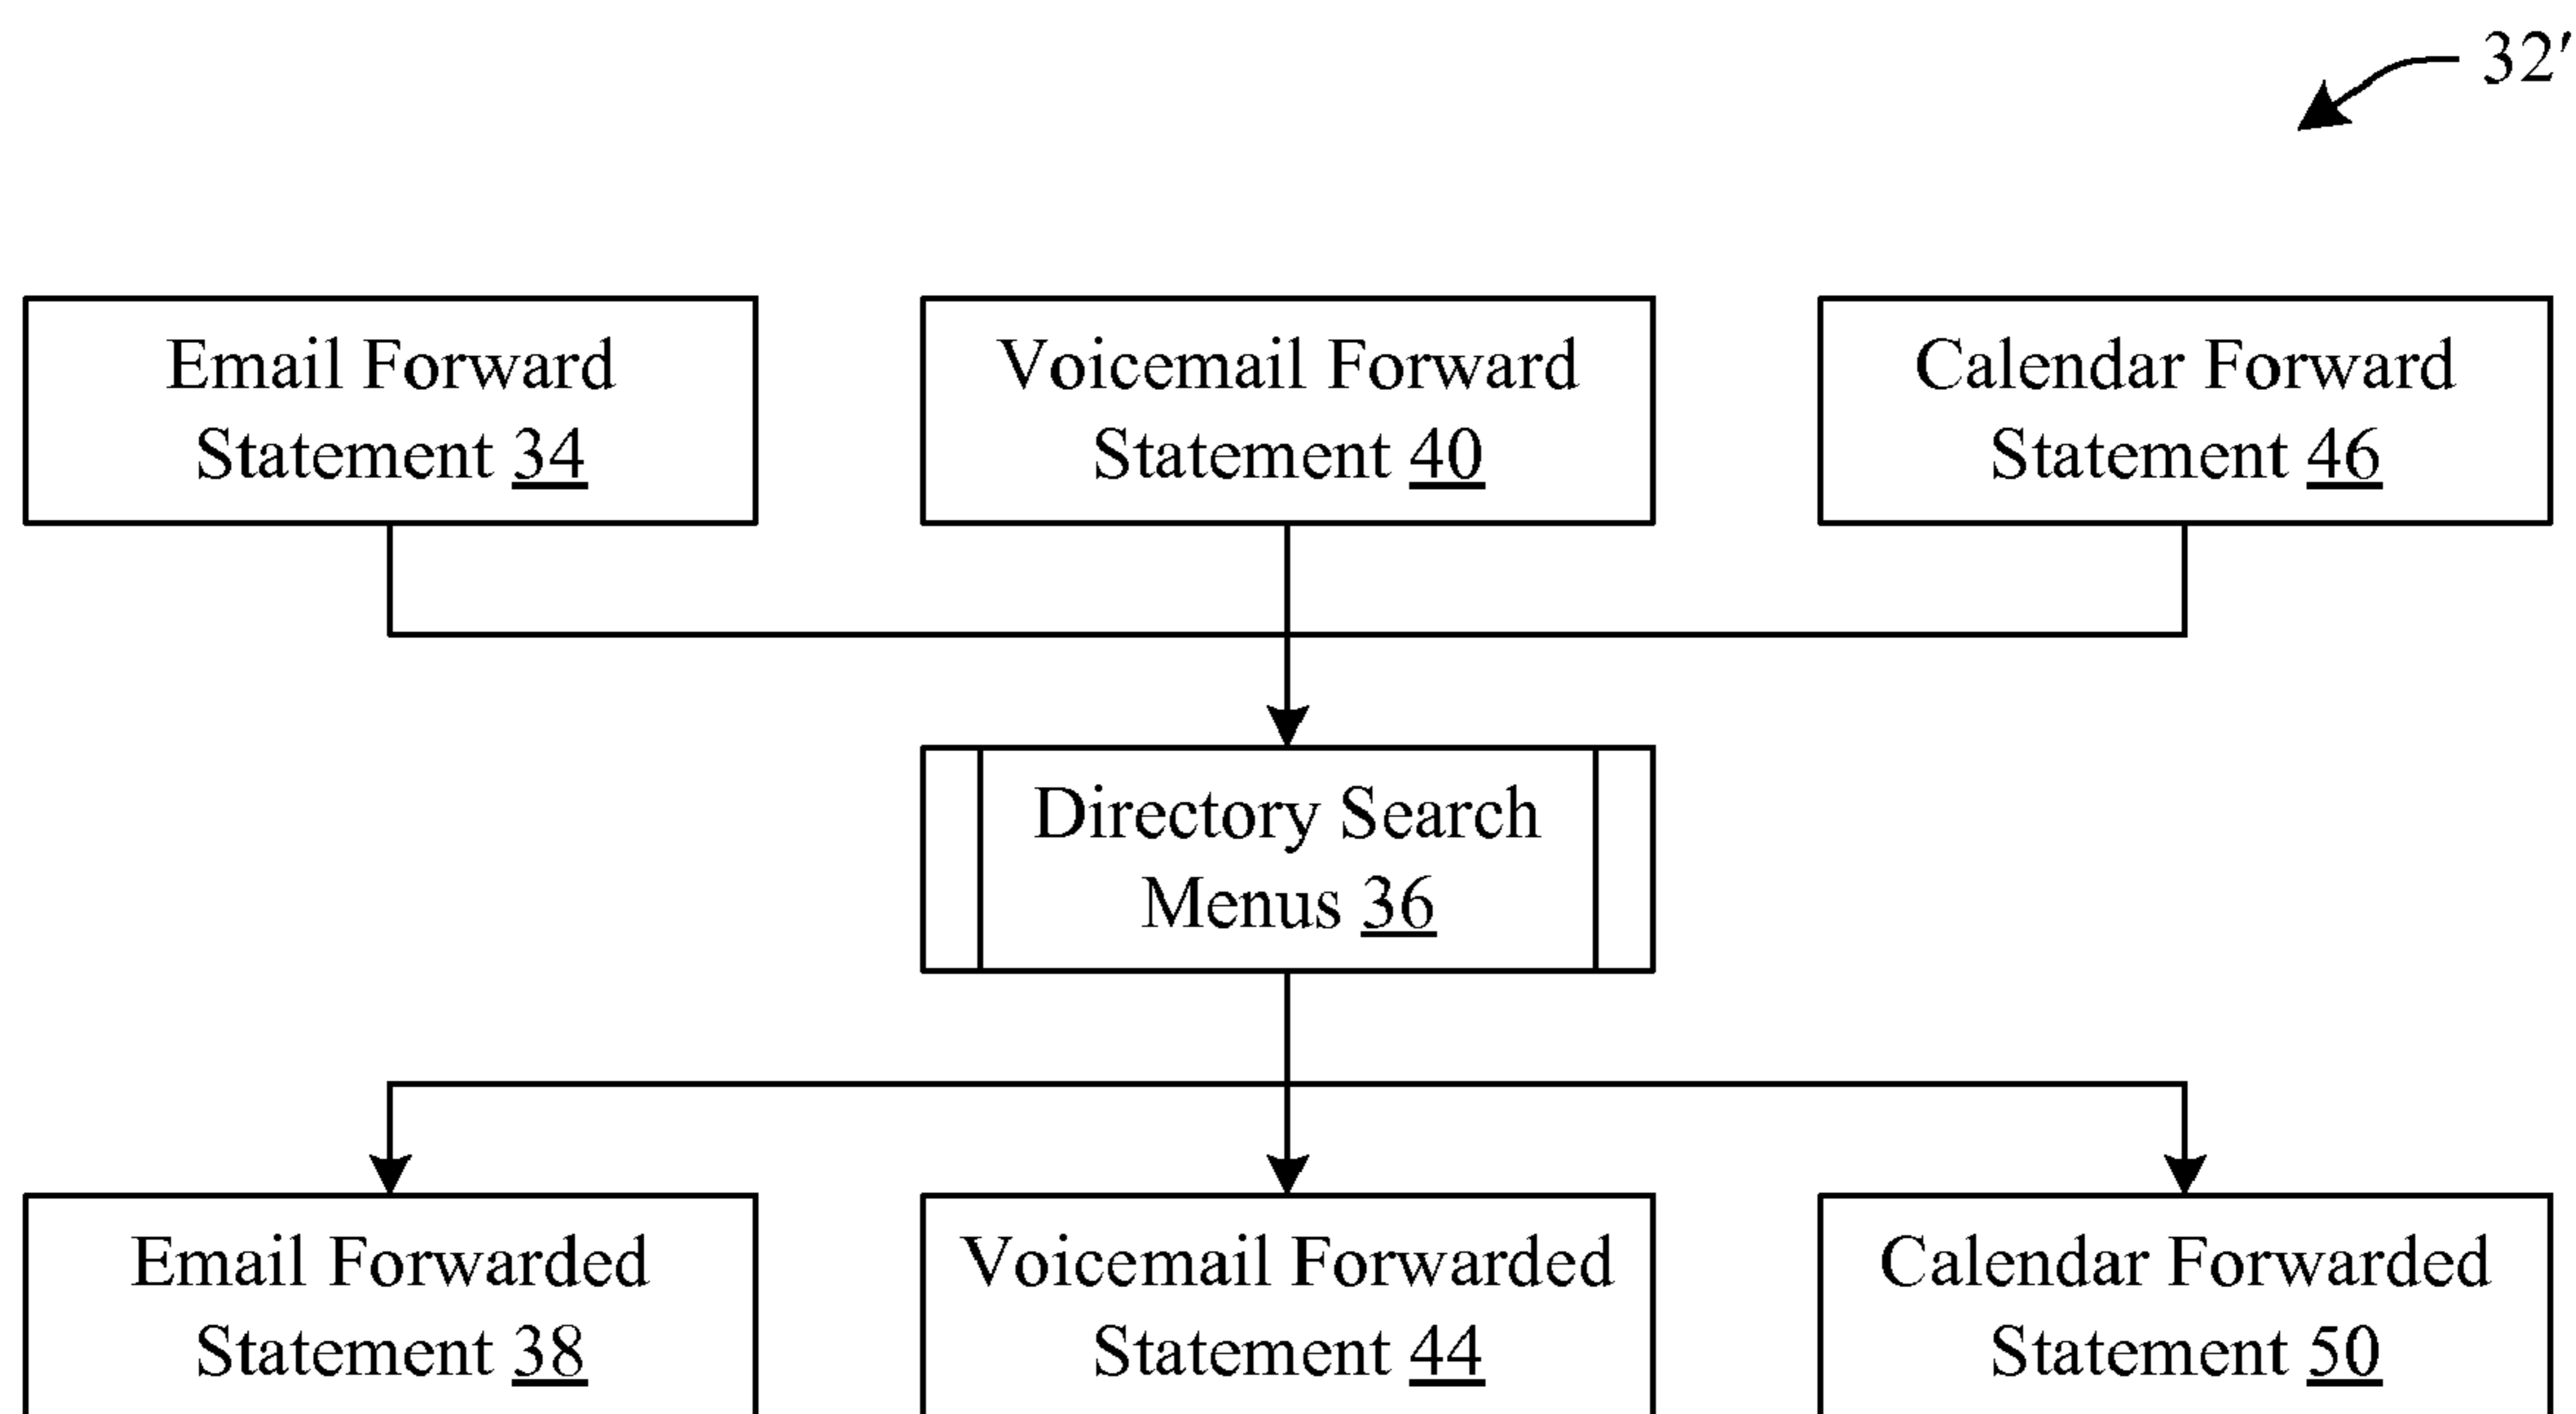 32'
Email Forward
Statement 34
Voicemail Forward
Statement 40
Calendar Forward
Statement 46
Directory Search
Menus 36
Email Forwarded
Statement 38
Voicemail Forwarded
Statement 44
Calendar Forwarded
Statement 50